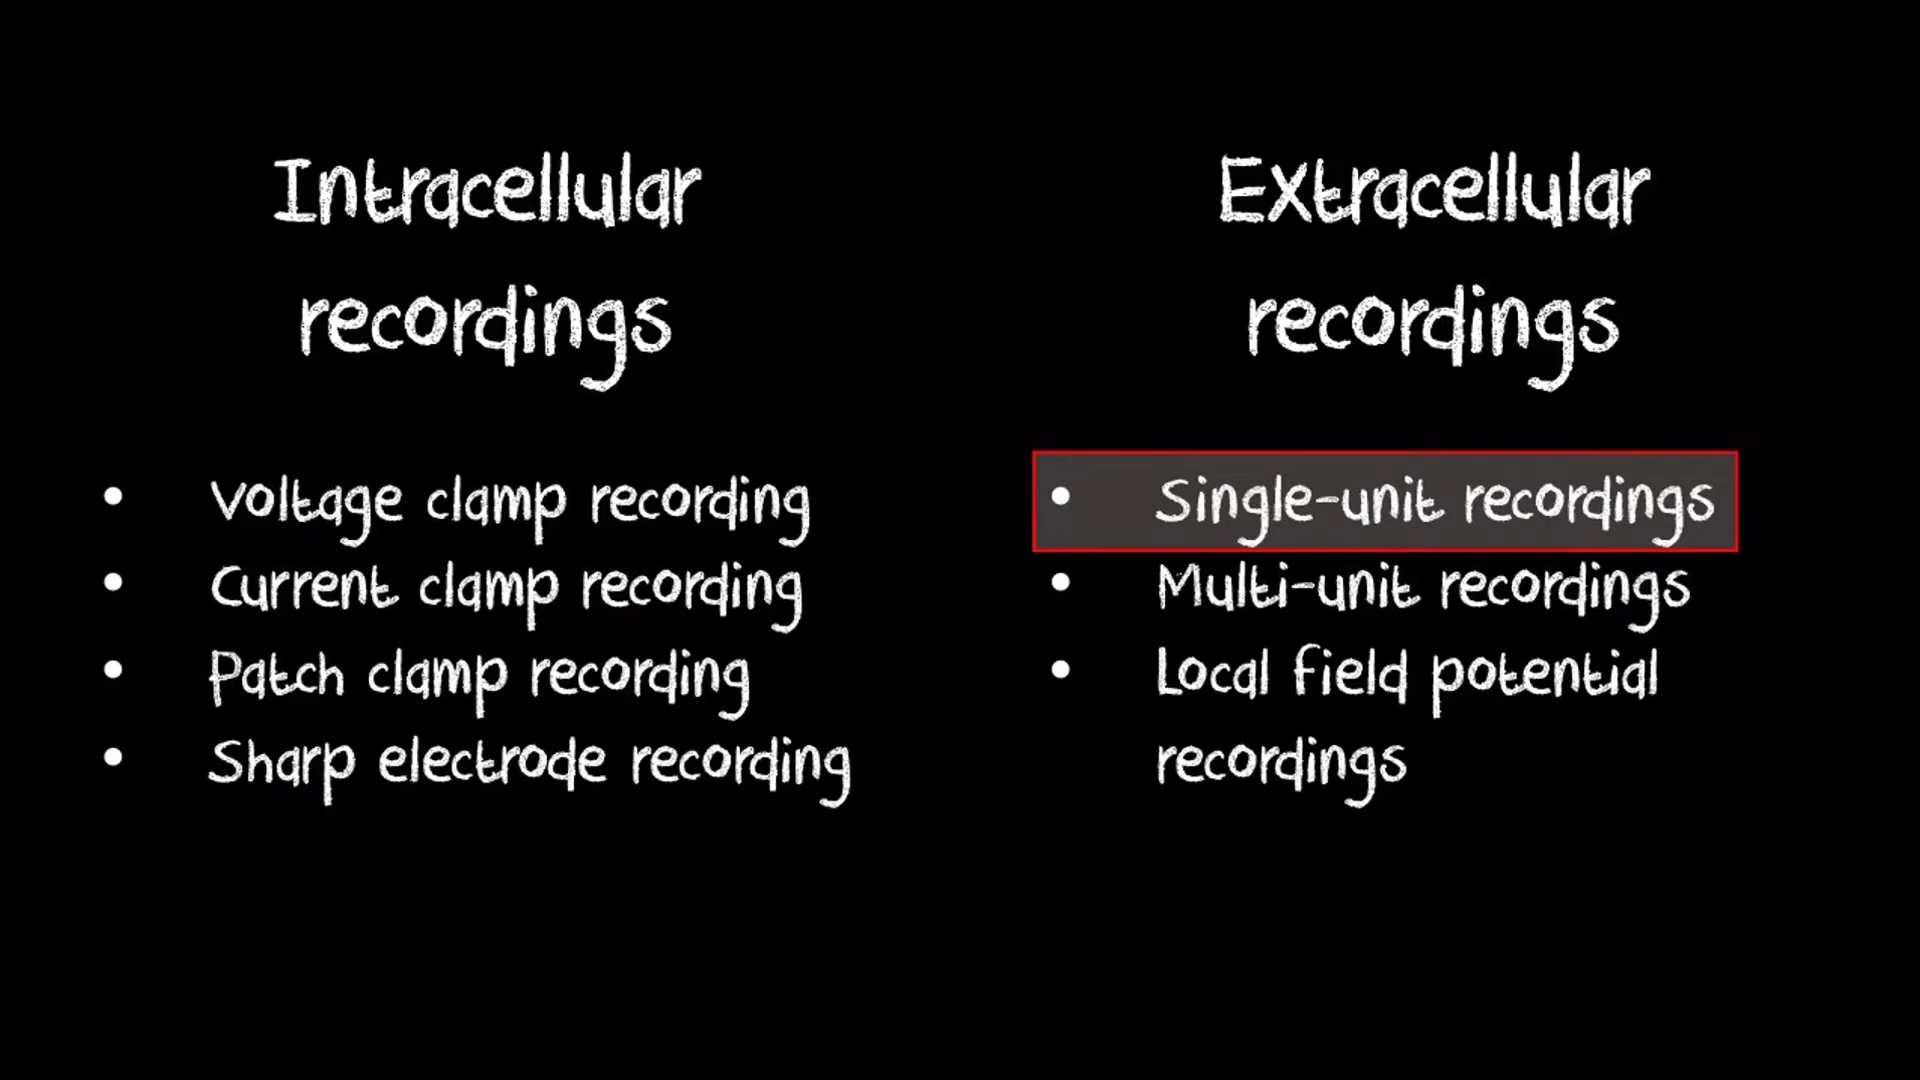 Intracellular
recordings
• Voltage clamp recording
• Current clamp recording
• Patch clamp recording
• Sharp electrode recording
Extracellular
recordings
• Single-unit recordings
• Multi-unit recordings
• Local field potential
recordings